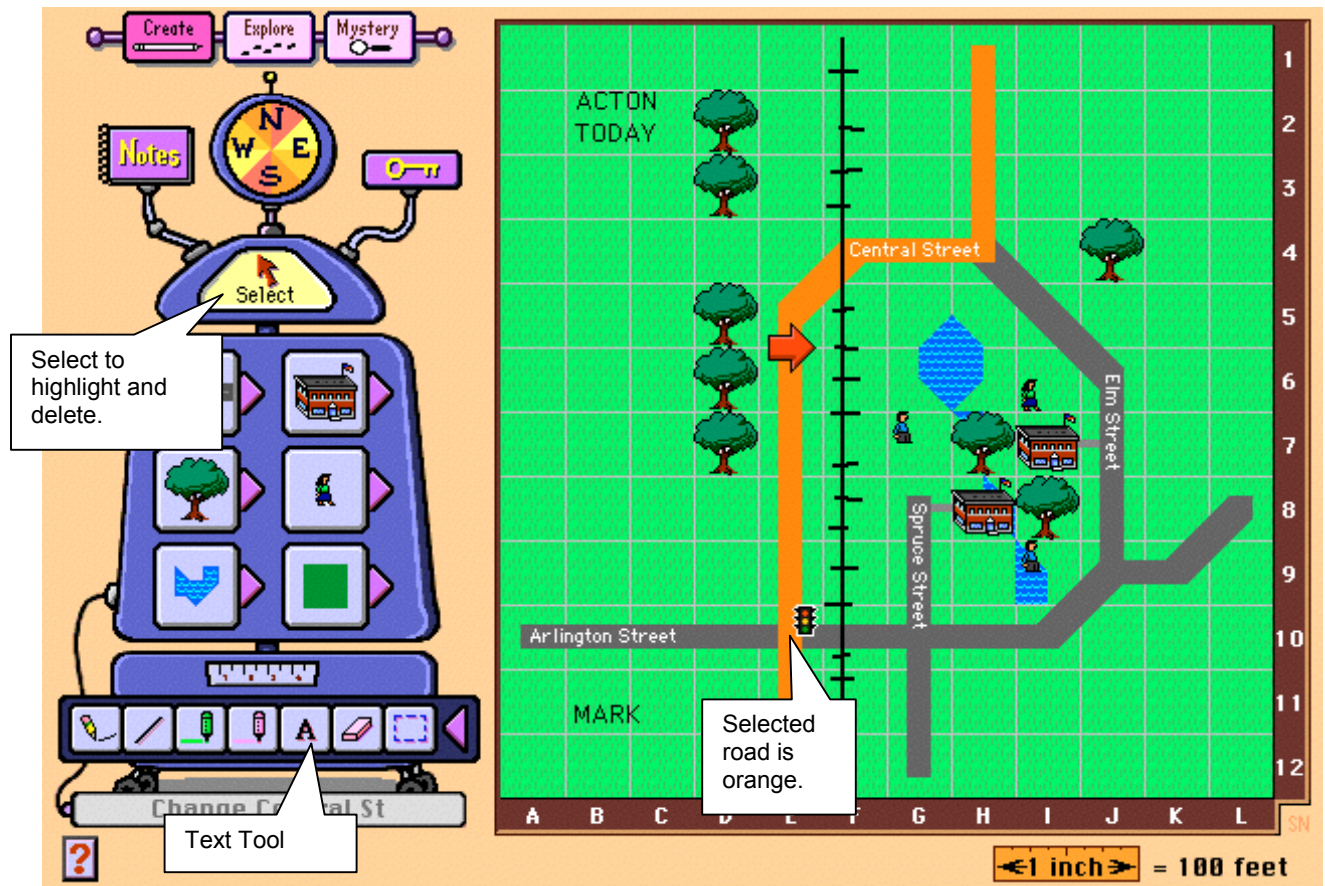 Create
Explore
Mystery
Notes
N
W E
S
Select
Select to
highlight and
delete.
A
Text Tool
?
ACTON
TODAY
Central Street
Elm Street
Spruce Street
Arlington Street
MARK
Selected
road is
orange.
1
2
3
4
5
6
7
8
9
10
11
12
A B C D E F G H I J K L
SN
1 inch = 100 feet